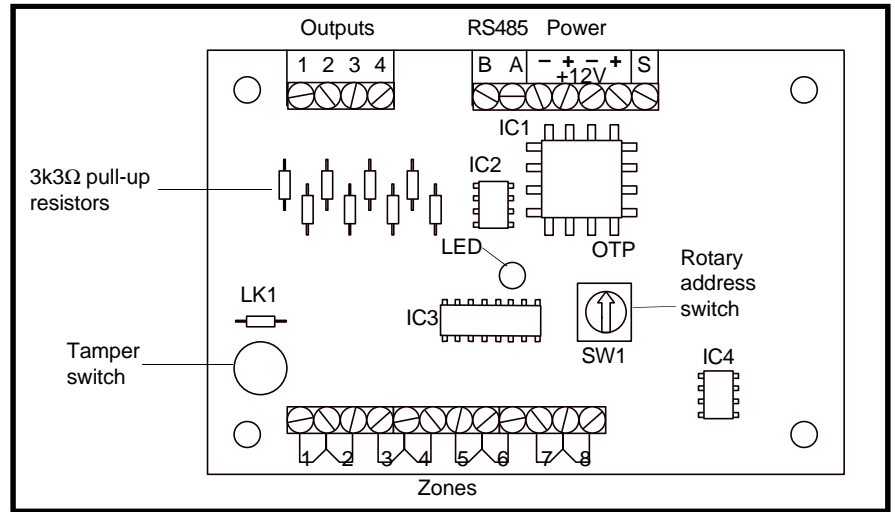 Outputs RS485 Power
1 2 3 4 B A − + − + S
+12V
IC1
IC2
3k3Ω pull-up
resistors
LED
OTP
Rotary
address
switch
LK1
IC3
SW1
IC4
Tamper
switch
1 2 3 4 5 6 7 8
Zones